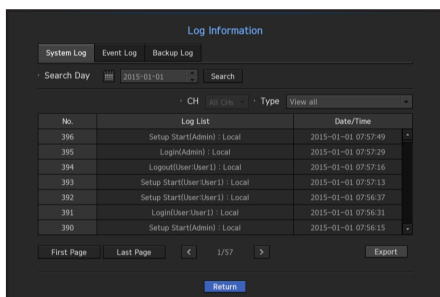 Log Information
System Log Event Log Backup Log
· Search Day 2015-01-01 Search
· CH All CHs · Type View all
No. Log List Date/Time
396 Setup Start(Admin) : Local 2015-01-01 07:57:49
395 Login(Admin) : Local 2015-01-01 07:57:29
394 Logout(User:User1) : Local 2015-01-01 07:57:16
393 Setup Start(User:User1) : Local 2015-01-01 07:57:13
392 Setup Start(User:User1) : Local 2015-01-01 07:56:37
391 Login(User:User1) : Local 2015-01-01 07:56:31
390 Setup Start(Admin) : Local 2015-01-01 07:56:15
First Page Last Page < 1/57 > Export
Return